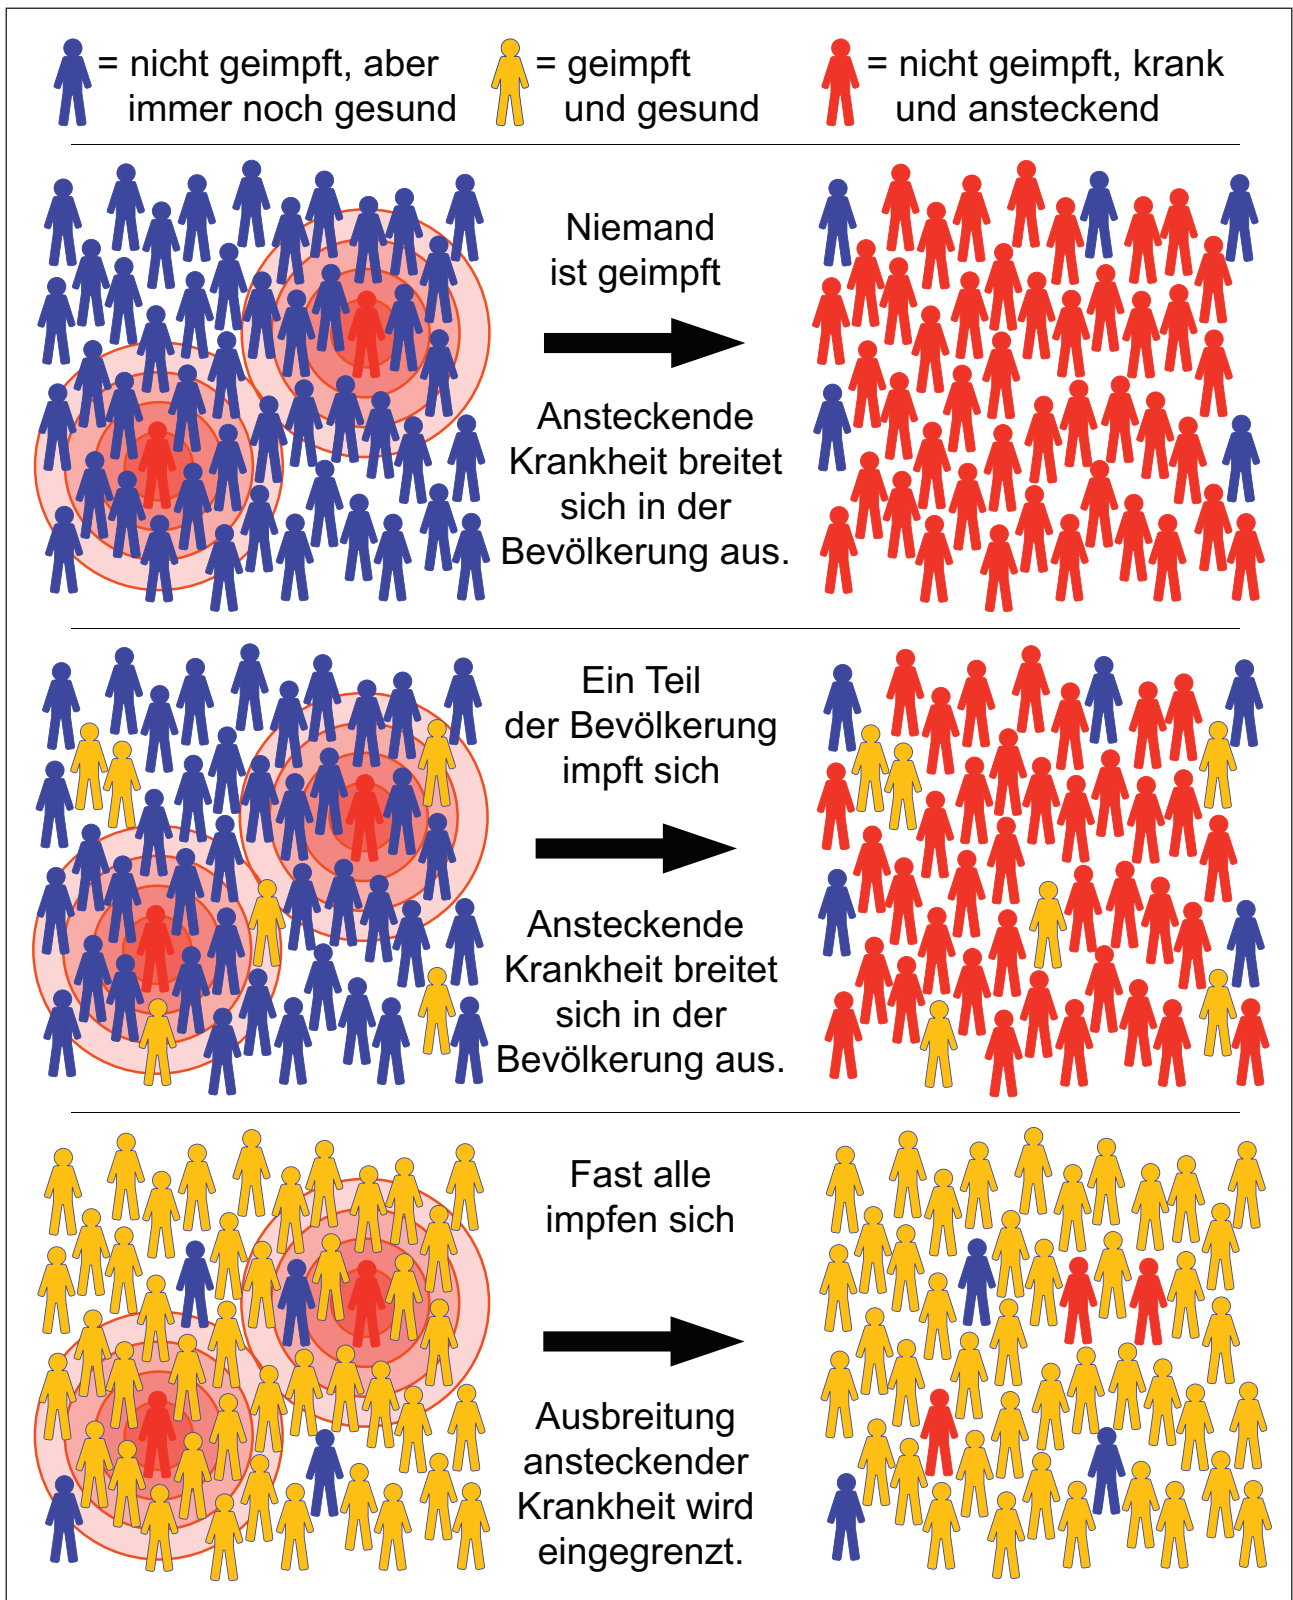 = nicht geimpft, aber
immer noch gesund
= geimpft
und gesund
= nicht geimpft, krank
und ansteckend
Niemand
ist geimpft
Ansteckende
Krankheit breitet
sich in der
Bevölkerung aus.
Ein Teil
der Bevölkerung
impft sich
Ansteckende
Krankheit breitet
sich in der
Bevölkerung aus.
Fast alle
impfen sich
Ausbreitung
ansteckender
Krankheit wird
eingegrenzt.